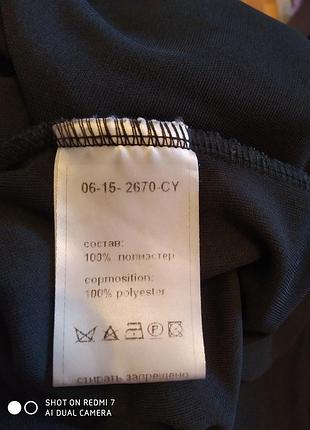 06-15- 2670-CY
состав:
100% полиэстер
copmosition:
100% polyester
стирать запрещено
SHOT ON REDMI 7
AI DUAL CAMERA